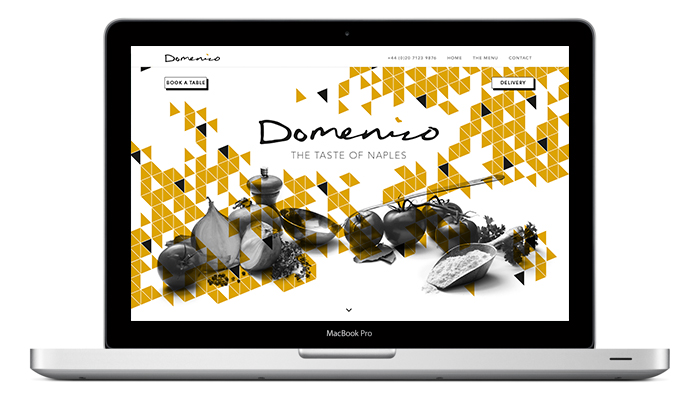 Domenico
+44 (0)20 7123 9876 HOME THE MENU CONTACT
BOOK A TABLE
DELIVERY
Domenico
THE TASTE OF NAPLES
MacBook Pro